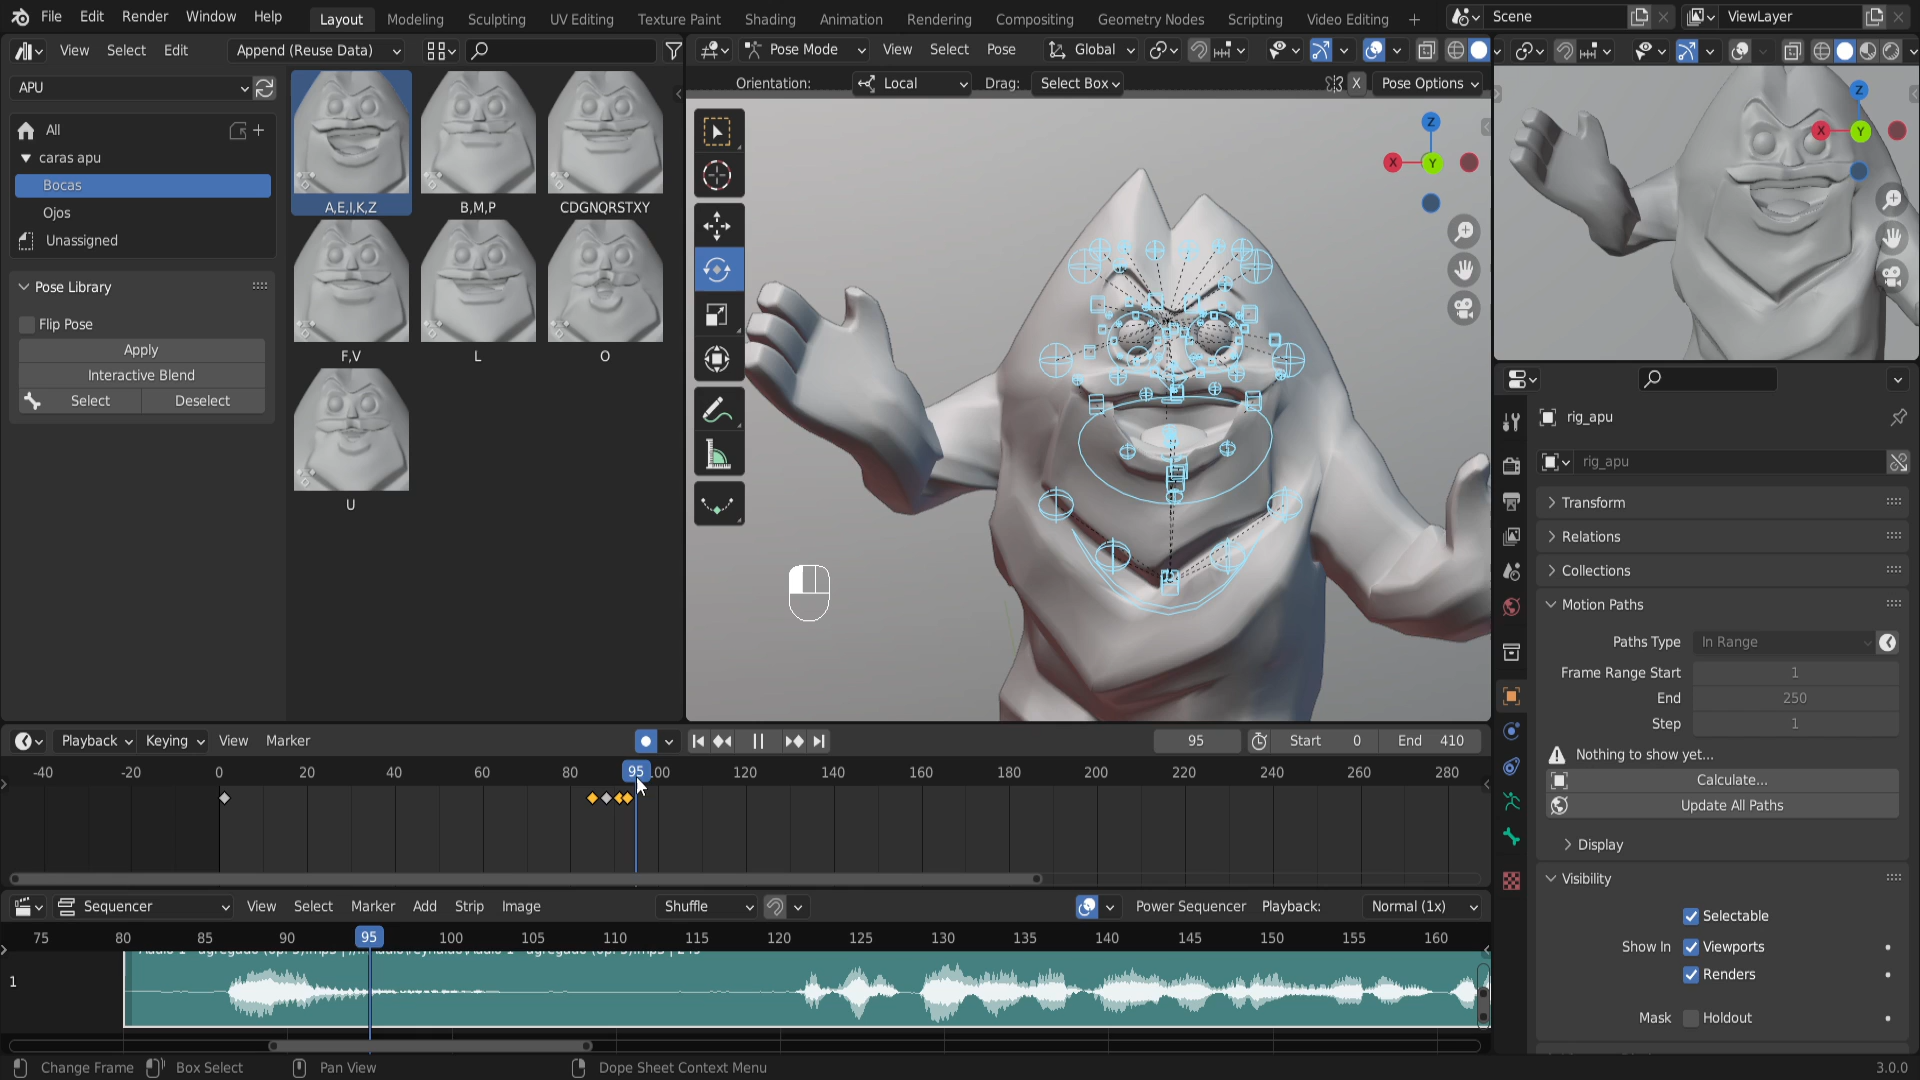 File Edit Render Window Help
Layout Modeling Sculpting UV Editing Texture Paint Shading Animation Rendering Compositing Geometry Nodes Scripting Video Editing +
Scene
ViewLayer
View Select Edit Append (Reuse Data)
Pose Mode View Select Pose Global
APU
Orientation: Local Drag: Select Box X Pose Options
All
caras apu
Bocas
Ojos
Unassigned
A,E,I,K,Z B,M,P CDGNQRSTXY
F,V L O
U
Pose Library
Flip Pose
Apply
Interactive Blend
Select Deselect
Z
X
Y
Z
X
Y
rig_apu
rig_apu
Transform
Relations
Collections
Motion Paths
Paths Type In Range
Frame Range Start 1
End 250
Step 1
Nothing to show yet...
Calculate...
Update All Paths
Display
Visibility
Selectable
Show In Viewports
Renders
Mask Holdout
Playback Keying View Marker 95 Start 0 End 410
-40 -20 0 20 40 60 80 95 100 120 140 160 180 200 220 240 260 280
Sequencer View Select Marker Add Strip Image Shuffle Power Sequencer Playback: Normal (1x)
75 80 85 90 95 100 105 110 115 120 125 130 135 140 145 150 155 160
1
Change Frame Box Select Pan View Dope Sheet Context Menu 3.0.0